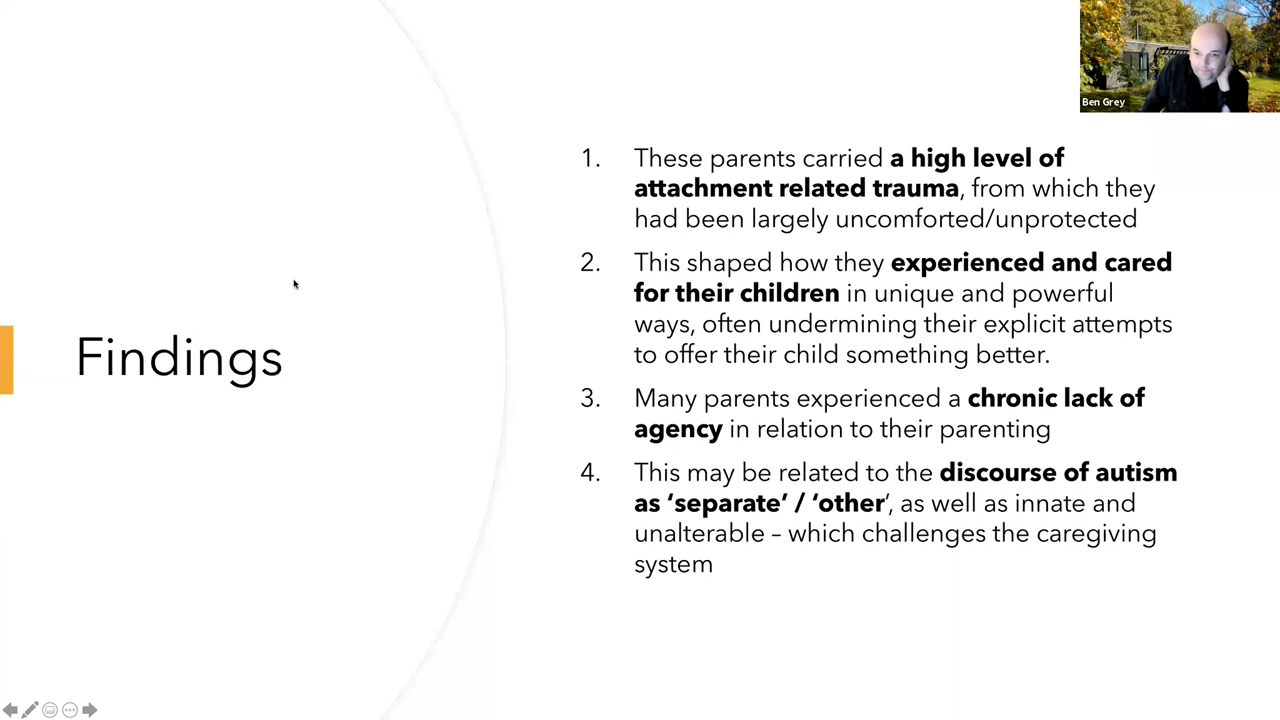 Ben Grey
Findings
1. These parents carried a high level of
attachment related trauma, from which they
had been largely uncomforted/unprotected
2. This shaped how they experienced and cared
for their children in unique and powerful
ways, often undermining their explicit attempts
to offer their child something better.
3. Many parents experienced a chronic lack of
agency in relation to their parenting
4. This may be related to the discourse of autism
as ‘separate’ / ‘other’, as well as innate and
unalterable – which challenges the caregiving
system